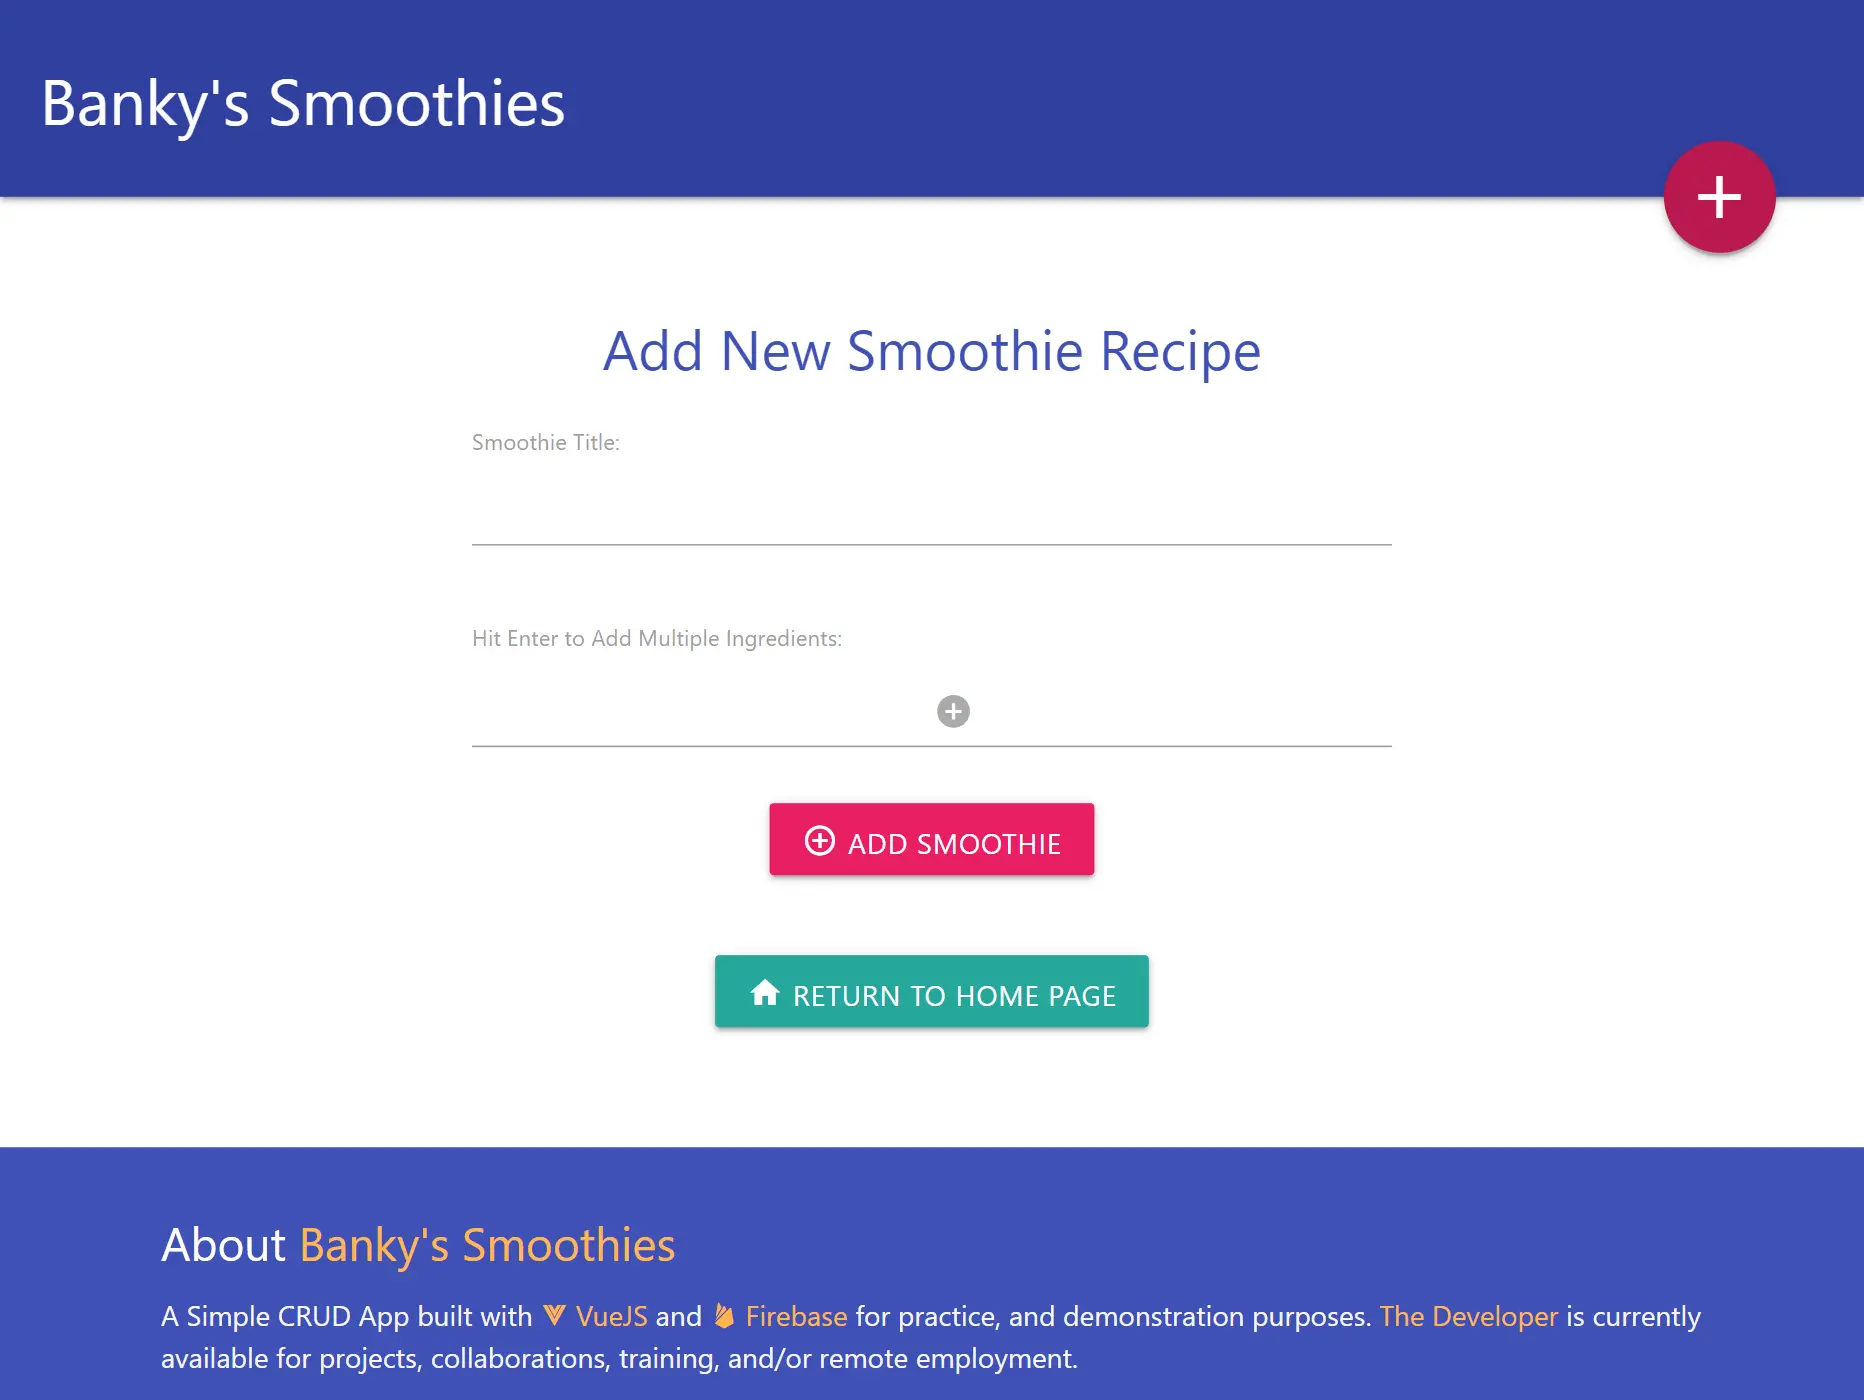 Banky's Smoothies
Add New Smoothie Recipe
Smoothie Title:
Hit Enter to Add Multiple Ingredients:
ADD SMOOTHIE
RETURN TO HOME PAGE
About Banky's Smoothies
A Simple CRUD App built with VueJS and Firebase for practice, and demonstration purposes. The Developer is currently
available for projects, collaborations, training, and/or remote employment.